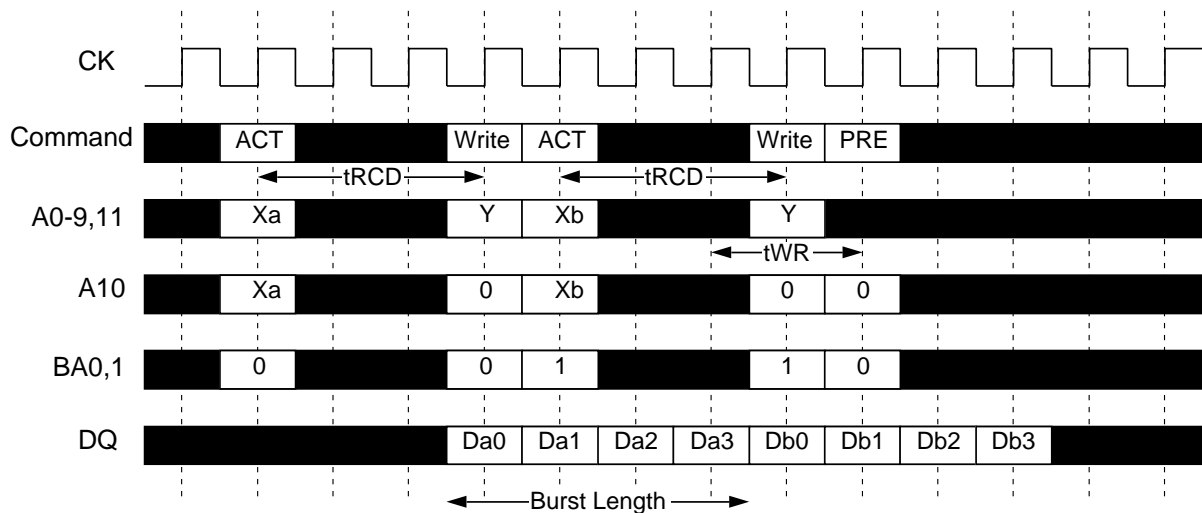 CK
Command ACT Write ACT Write PRE
tRCD tRCD
A0-9,11 Xa Y Xb Y
tWR
A10 Xa 0 Xb 0 0
BA0,1 0 0 1 1 0
DQ Da0 Da1 Da2 Da3 Db0 Db1 Db2 Db3
Burst Length